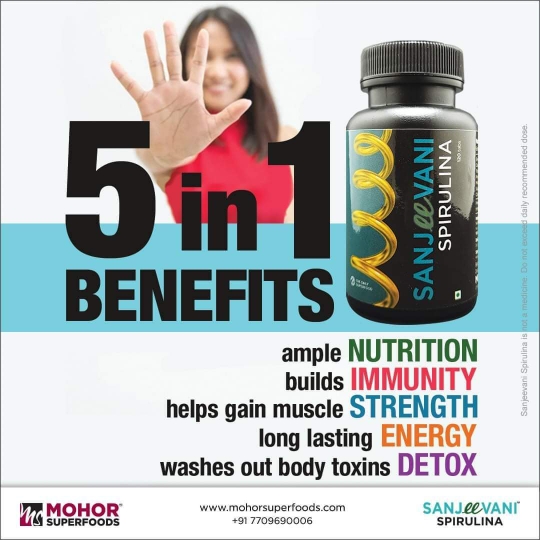 5 in 1
BENEFITS
SANJeeVANI
SPIRULINA
ample NUTRITION
builds IMMUNITY
helps gain muscle STRENGTH
long lasting ENERGY
washes out body toxins DETOX
Sanjeevani Spirulina is not a medicine. Do not exceed daily recommended dose.
MOHOR
SUPERFOODS
www.mohorsuperfoods.com
+91 7709690006
SANJeeVANI
SPIRULINA